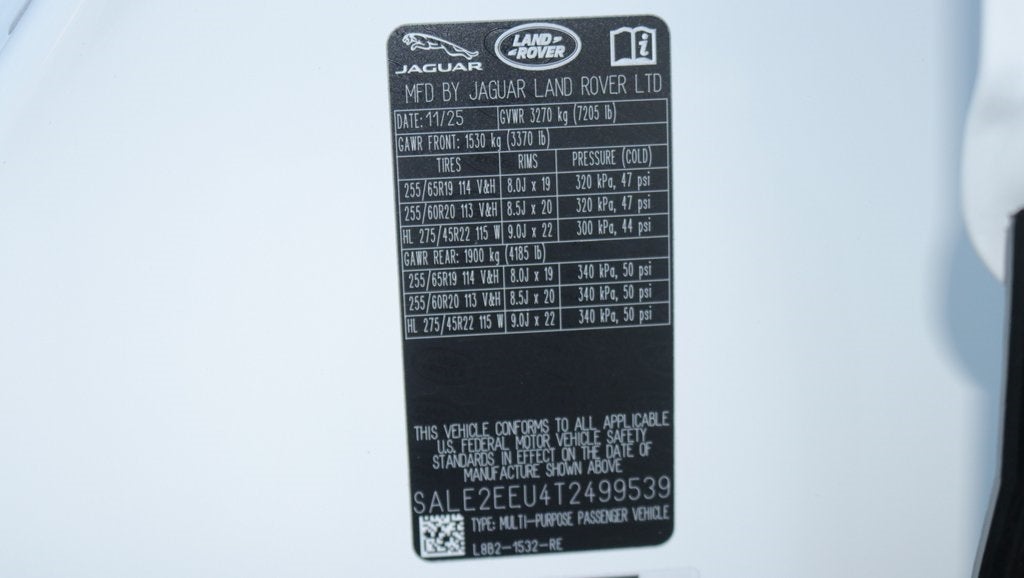 JAGUAR
LAND ROVER
i
MFD BY JAGUAR LAND ROVER LTD
DATE: 11/25 GVWR 3270 kg (7205 lb)
GAWR FRONT: 1530 kg (3370 lb)
TIRES RIMS PRESSURE (COLD)
255/65R19 114 V&H 8.0J x 19 320 kPa, 47 psi
255/60R20 113 V&H 8.5J x 20 320 kPa, 47 psi
HL 275/45R22 115 W 9.0J x 22 300 kPa, 44 psi
GAWR REAR: 1900 kg (4185 lb)
255/65R19 114 V&H 8.0J x 19 340 kPa, 50 psi
255/60R20 113 V&H 8.5J x 20 340 kPa, 50 psi
HL 275/45R22 115 W 9.0J x 22 340 kPa, 50 psi
THIS VEHICLE CONFORMS TO ALL APPLICABLE
U.S. FEDERAL MOTOR VEHICLE SAFETY
STANDARDS IN EFFECT ON THE DATE OF
MANUFACTURE SHOWN ABOVE
SALE2EEU4T2499539
TYPE: MULTI-PURPOSE PASSENGER VEHICLE
L8B2-1532-RE